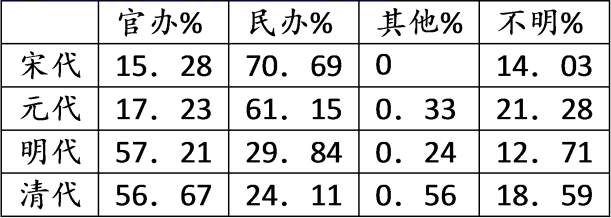 官办% 民办% 其他% 不明%
宋代 15. 28 70. 69 0 14. 03
元代 17. 23 61. 15 0. 33 21. 28
明代 57. 21 29. 84 0. 24 12. 71
清代 56. 67 24. 11 0. 56 18. 59